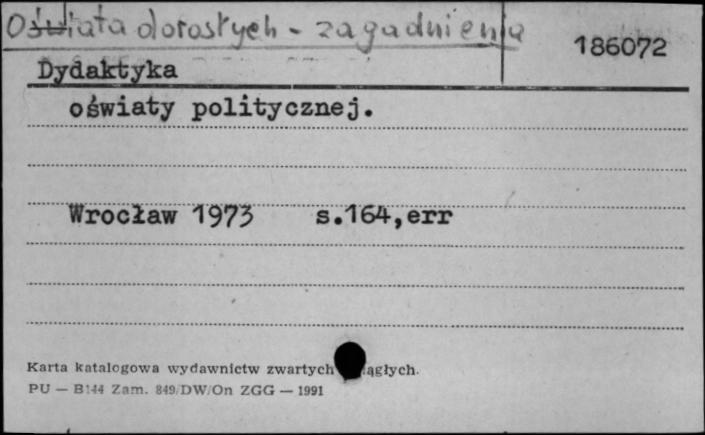 Oświata dorosłych - zagadnienia
186072
Dydaktyka
oświaty politycznej.
Wrocław 1973 s.164,err
Karta katalogowa wydawnictw zwartych ągłych.
PU — B144 Zam. 849/DW/On ZGG — 1991